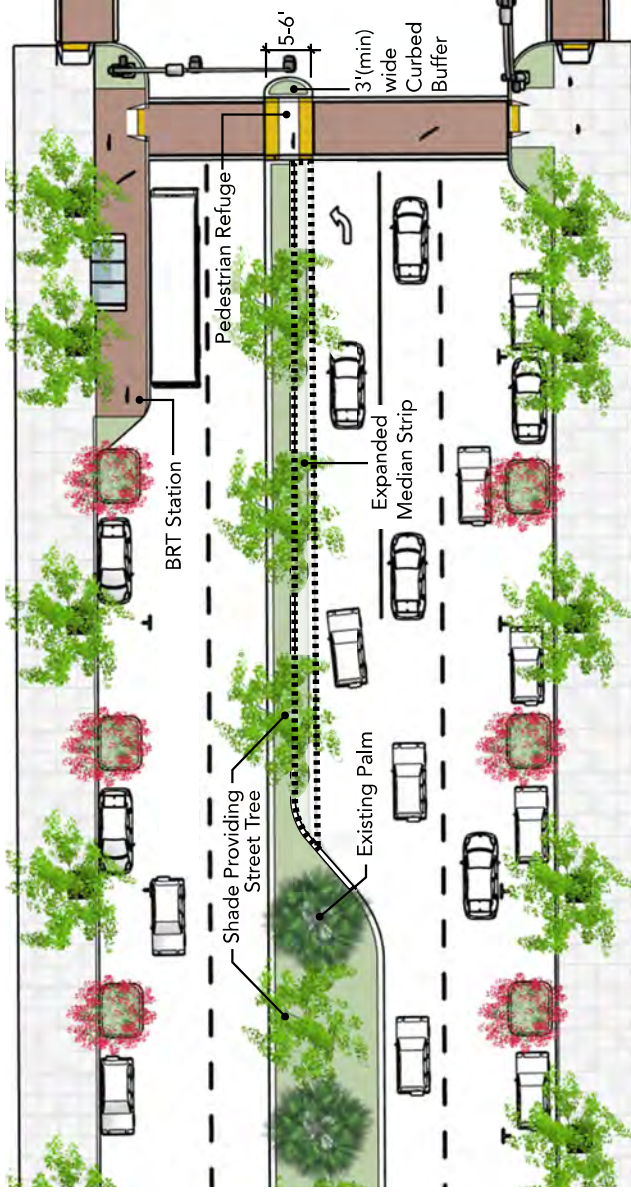 5-6'
3'(min)
wide
Curbed
Buffer
Pedestrian Refuge
BRT Station
Expanded
Median Strip
Shade Providing
Street Tree
Existing Palm